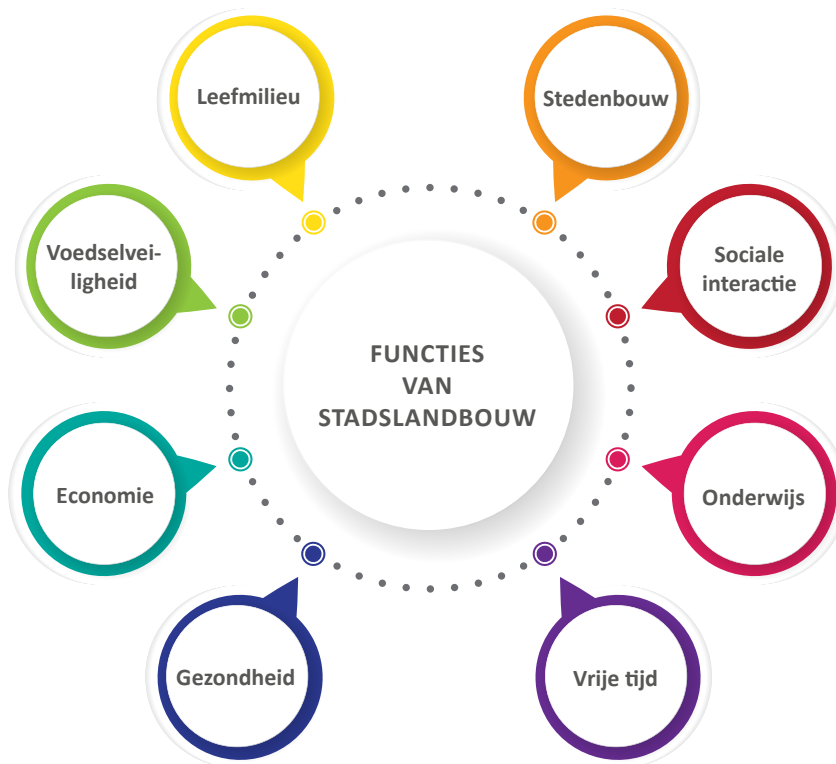 Leefmilieu
Stedenbouw
Voedselvei-
ligheid
Sociale
interactie
FUNCTIES
VAN
STADSLANDBOUW
Economie
Onderwijs
Gezondheid
Vrije tijd